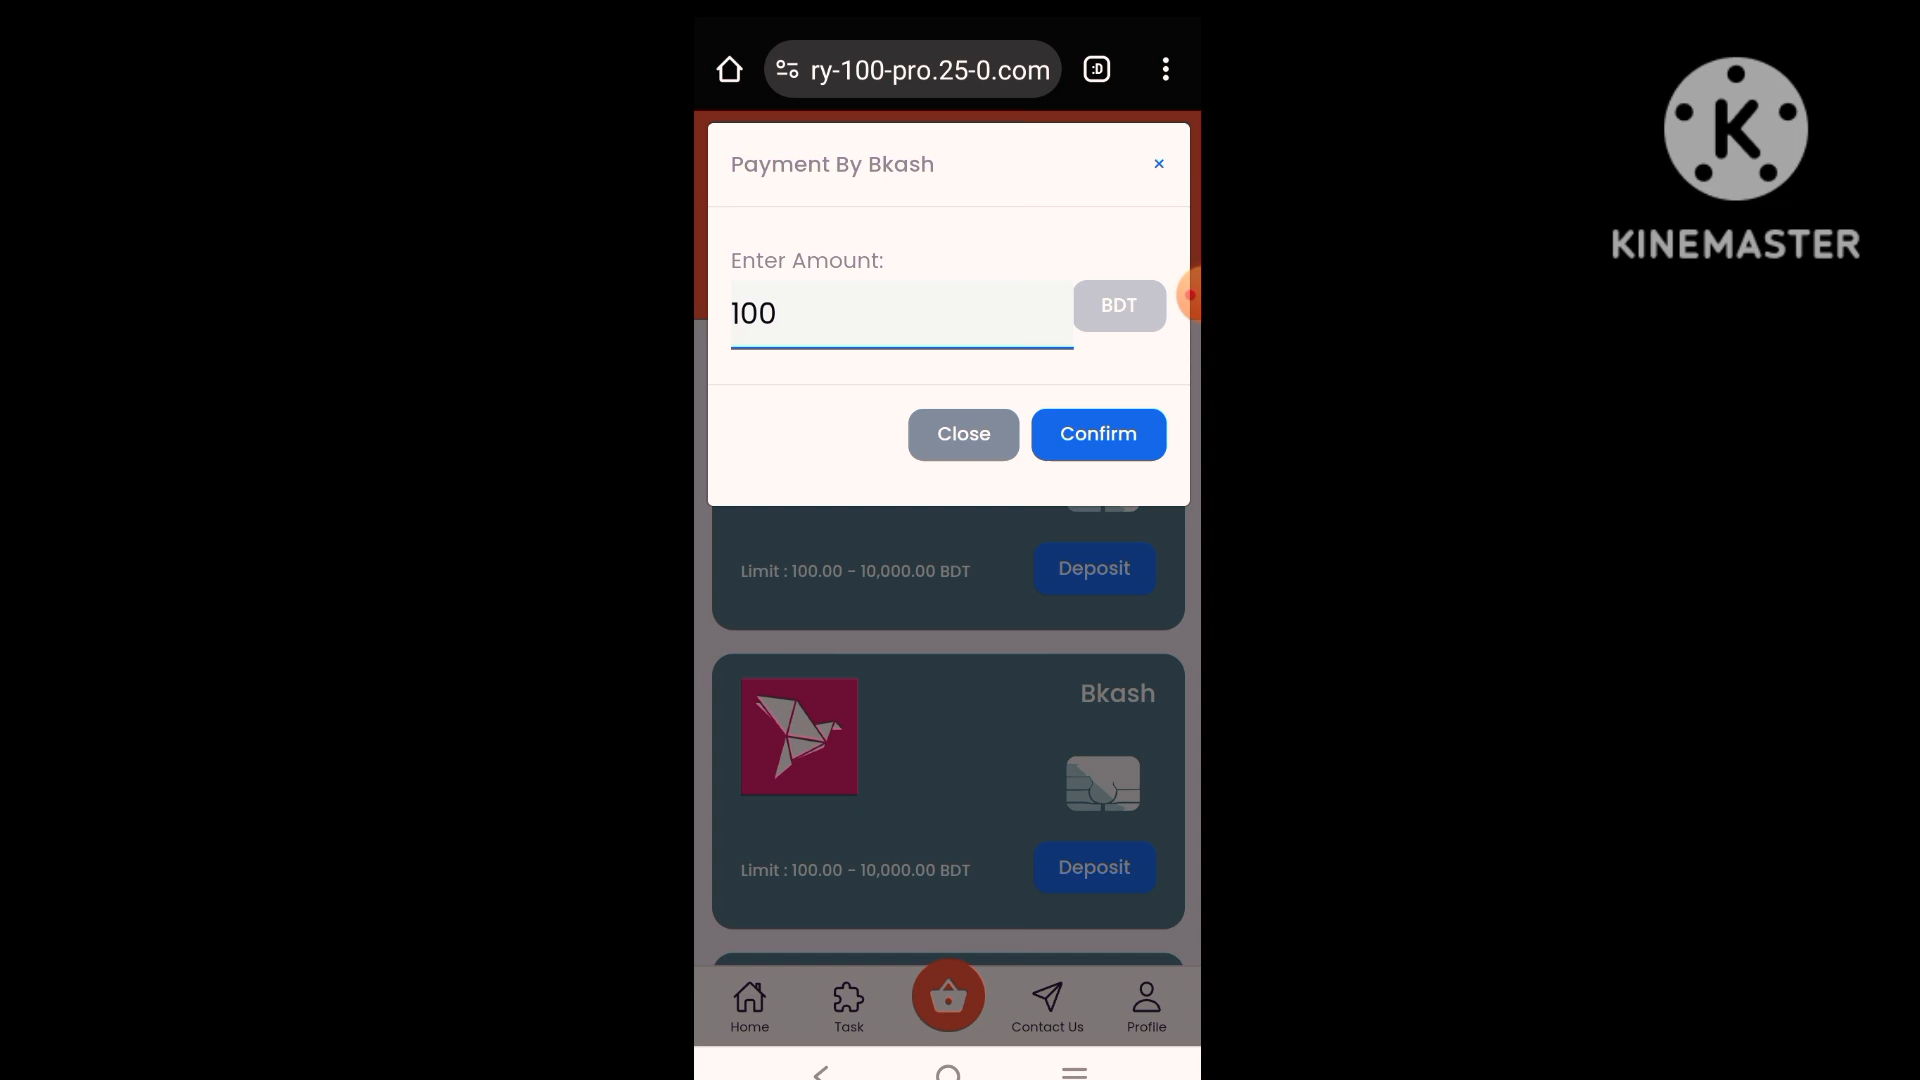 ry-100-pro.25-0.com
:D
Payment By Bkash
×
Enter Amount:
100
BDT
Close
Confirm
Limit : 100.00 - 10,000.00 BDT
Deposit
Bkash
Limit : 100.00 - 10,000.00 BDT
Deposit
Home
Task
Contact Us
Profile
K
KINEMASTER